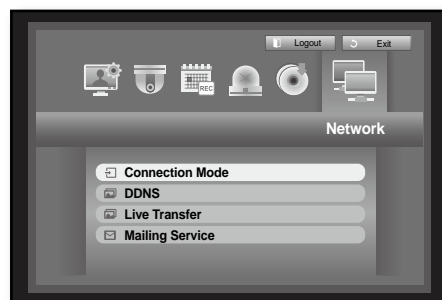 Logout Exit
REC
Network
Connection Mode
DDNS
Live Transfer
Mailing Service